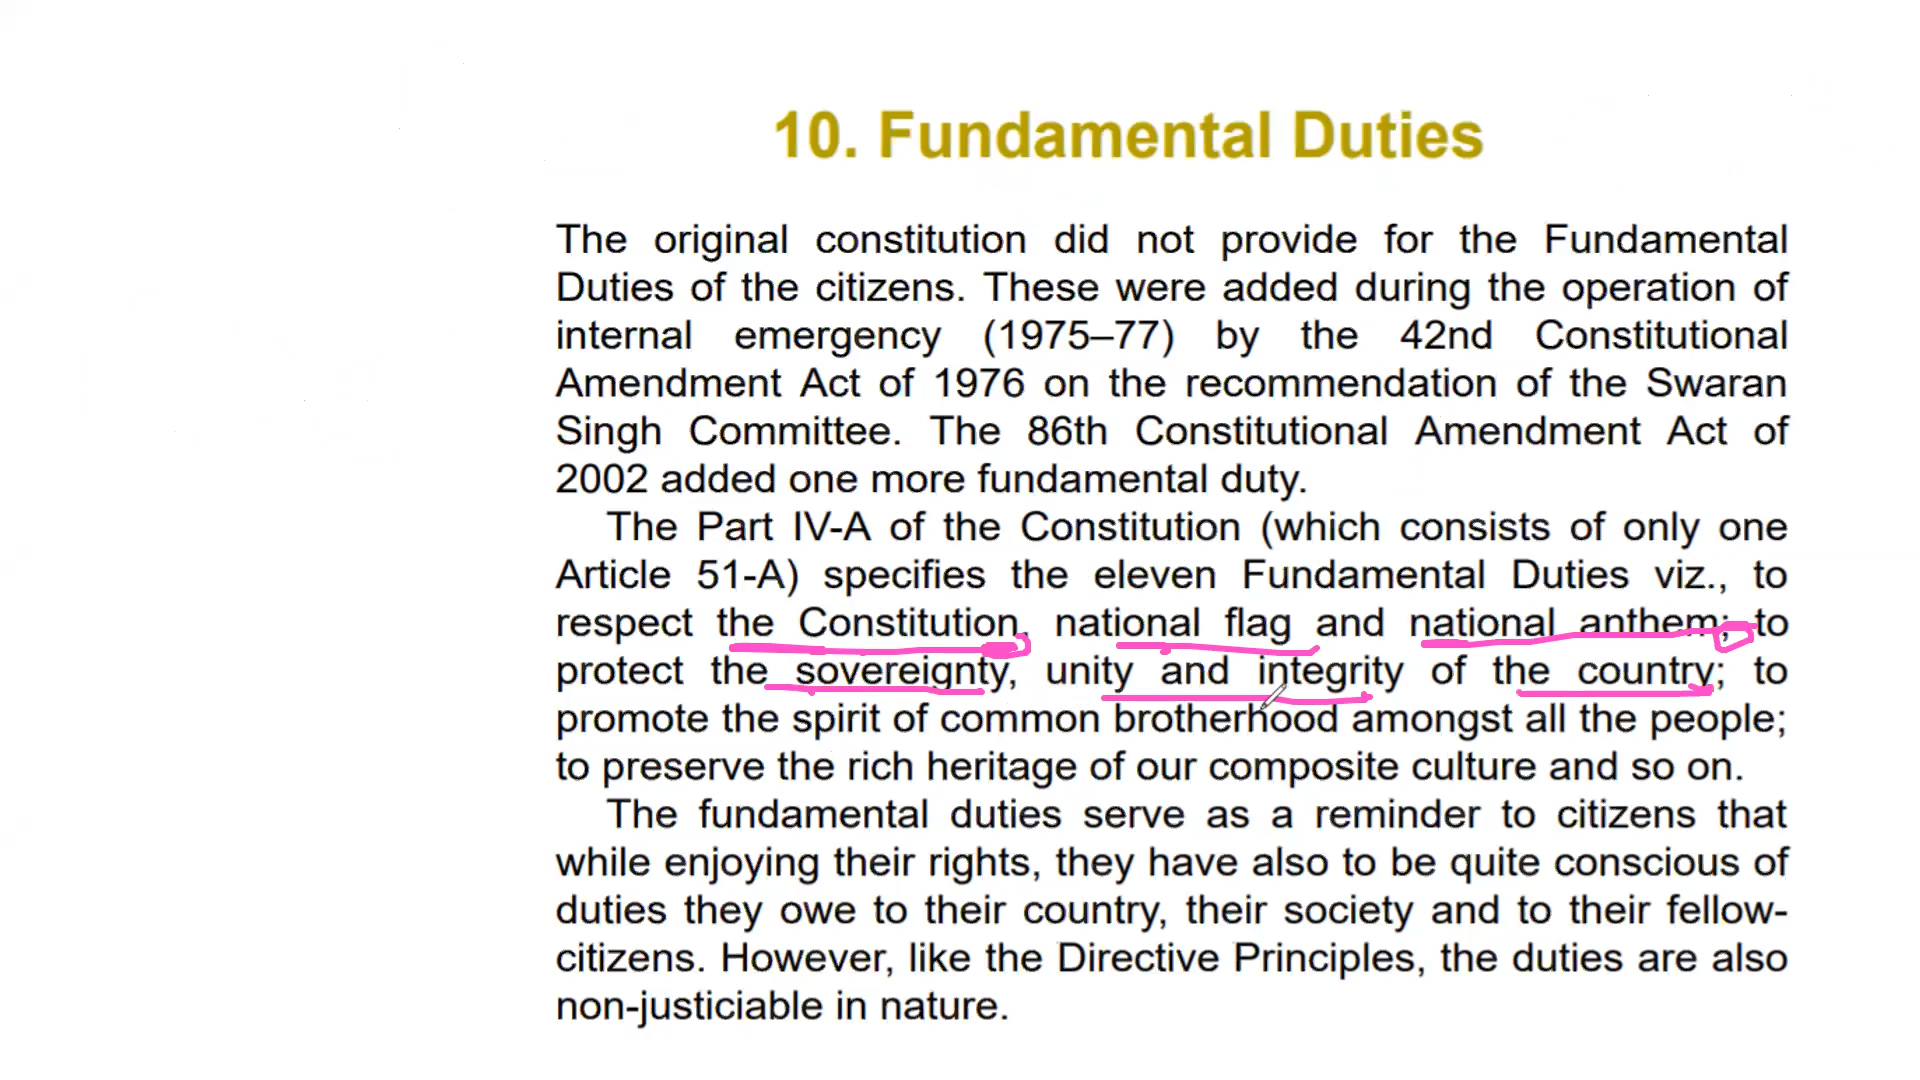 10. Fundamental Duties
The original constitution did not provide for the Fundamental
Duties of the citizens. These were added during the operation of
internal emergency (1975–77) by the 42nd Constitutional
Amendment Act of 1976 on the recommendation of the Swaran
Singh Committee. The 86th Constitutional Amendment Act of
2002 added one more fundamental duty.
The Part IV-A of the Constitution (which consists of only one
Article 51-A) specifies the eleven Fundamental Duties viz., to
respect the Constitution, national flag and national anthem; to
protect the sovereignty, unity and integrity of the country; to
promote the spirit of common brotherhood amongst all the people;
to preserve the rich heritage of our composite culture and so on.
The fundamental duties serve as a reminder to citizens that
while enjoying their rights, they have also to be quite conscious of
duties they owe to their country, their society and to their fellow-
citizens. However, like the Directive Principles, the duties are also
non-justiciable in nature.